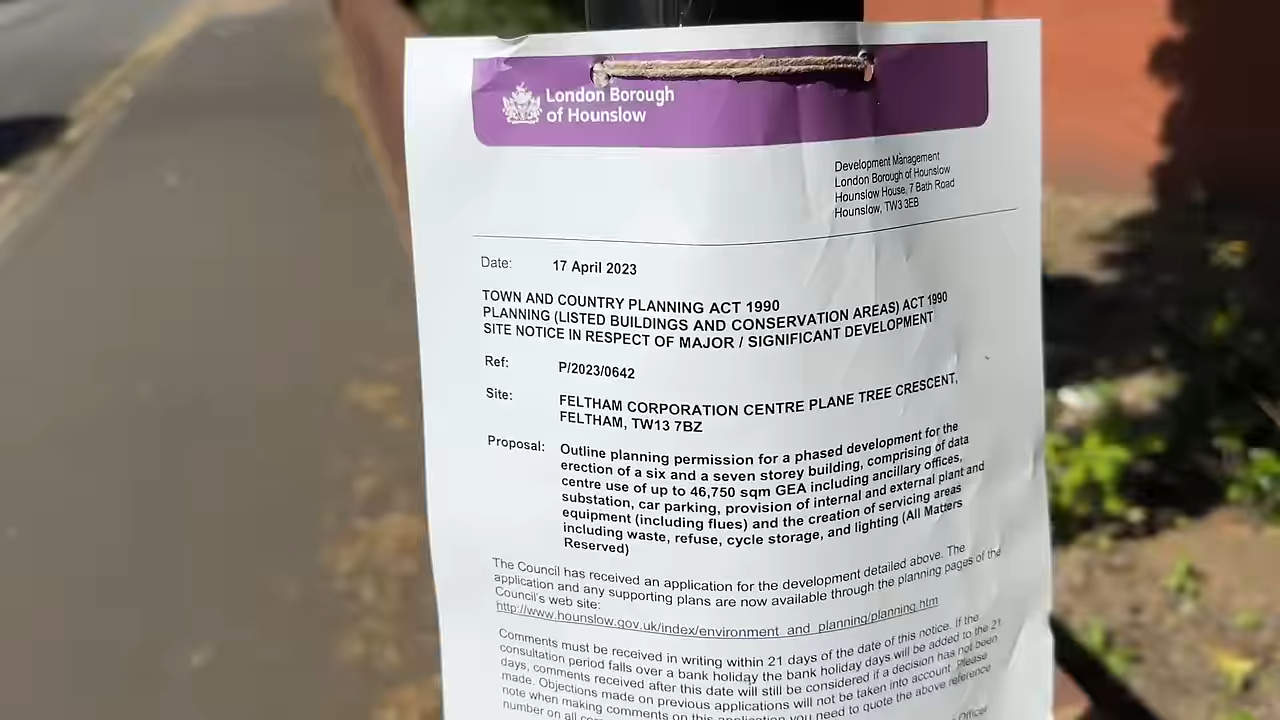 London Borough
of Hounslow
Development Management
London Borough of Hounslow
Hounslow House, 7 Bath Road
Hounslow, TW3 3EB
Date: 17 April 2023
TOWN AND COUNTRY PLANNING ACT 1990
PLANNING (LISTED BUILDINGS AND CONSERVATION AREAS) ACT 1990
SITE NOTICE IN RESPECT OF MAJOR / SIGNIFICANT DEVELOPMENT
Ref: P/2023/0642
Site: FELTHAM CORPORATION CENTRE PLANE TREE CRESCENT,
FELTHAM, TW13 7BZ
Proposal: Outline planning permission for a phased development for the
erection of a six and a seven storey building, comprising of data
centre use of up to 46,750 sqm GEA including ancillary offices,
substation, car parking, provision of internal and external plant and
equipment (including flues) and the creation of servicing areas
including waste, refuse, cycle storage, and lighting (All Matters
Reserved)
The Council has received an application for the development detailed above. The
application and any supporting plans are now available through the planning pages of the
Council's web site:
http://www.hounslow.gov.uk/index/environment_and_planning/planning.htm
Comments must be received in writing within 21 days of the date of this notice. If the
consultation period falls over a bank holiday the bank holiday days will be added to the 21
days, comments received after this date will still be considered if a decision has not been
made. Objections made on previous applications will not be taken into account. Please
note when making comments on this application you need to quote the above reference
number on all
Officer